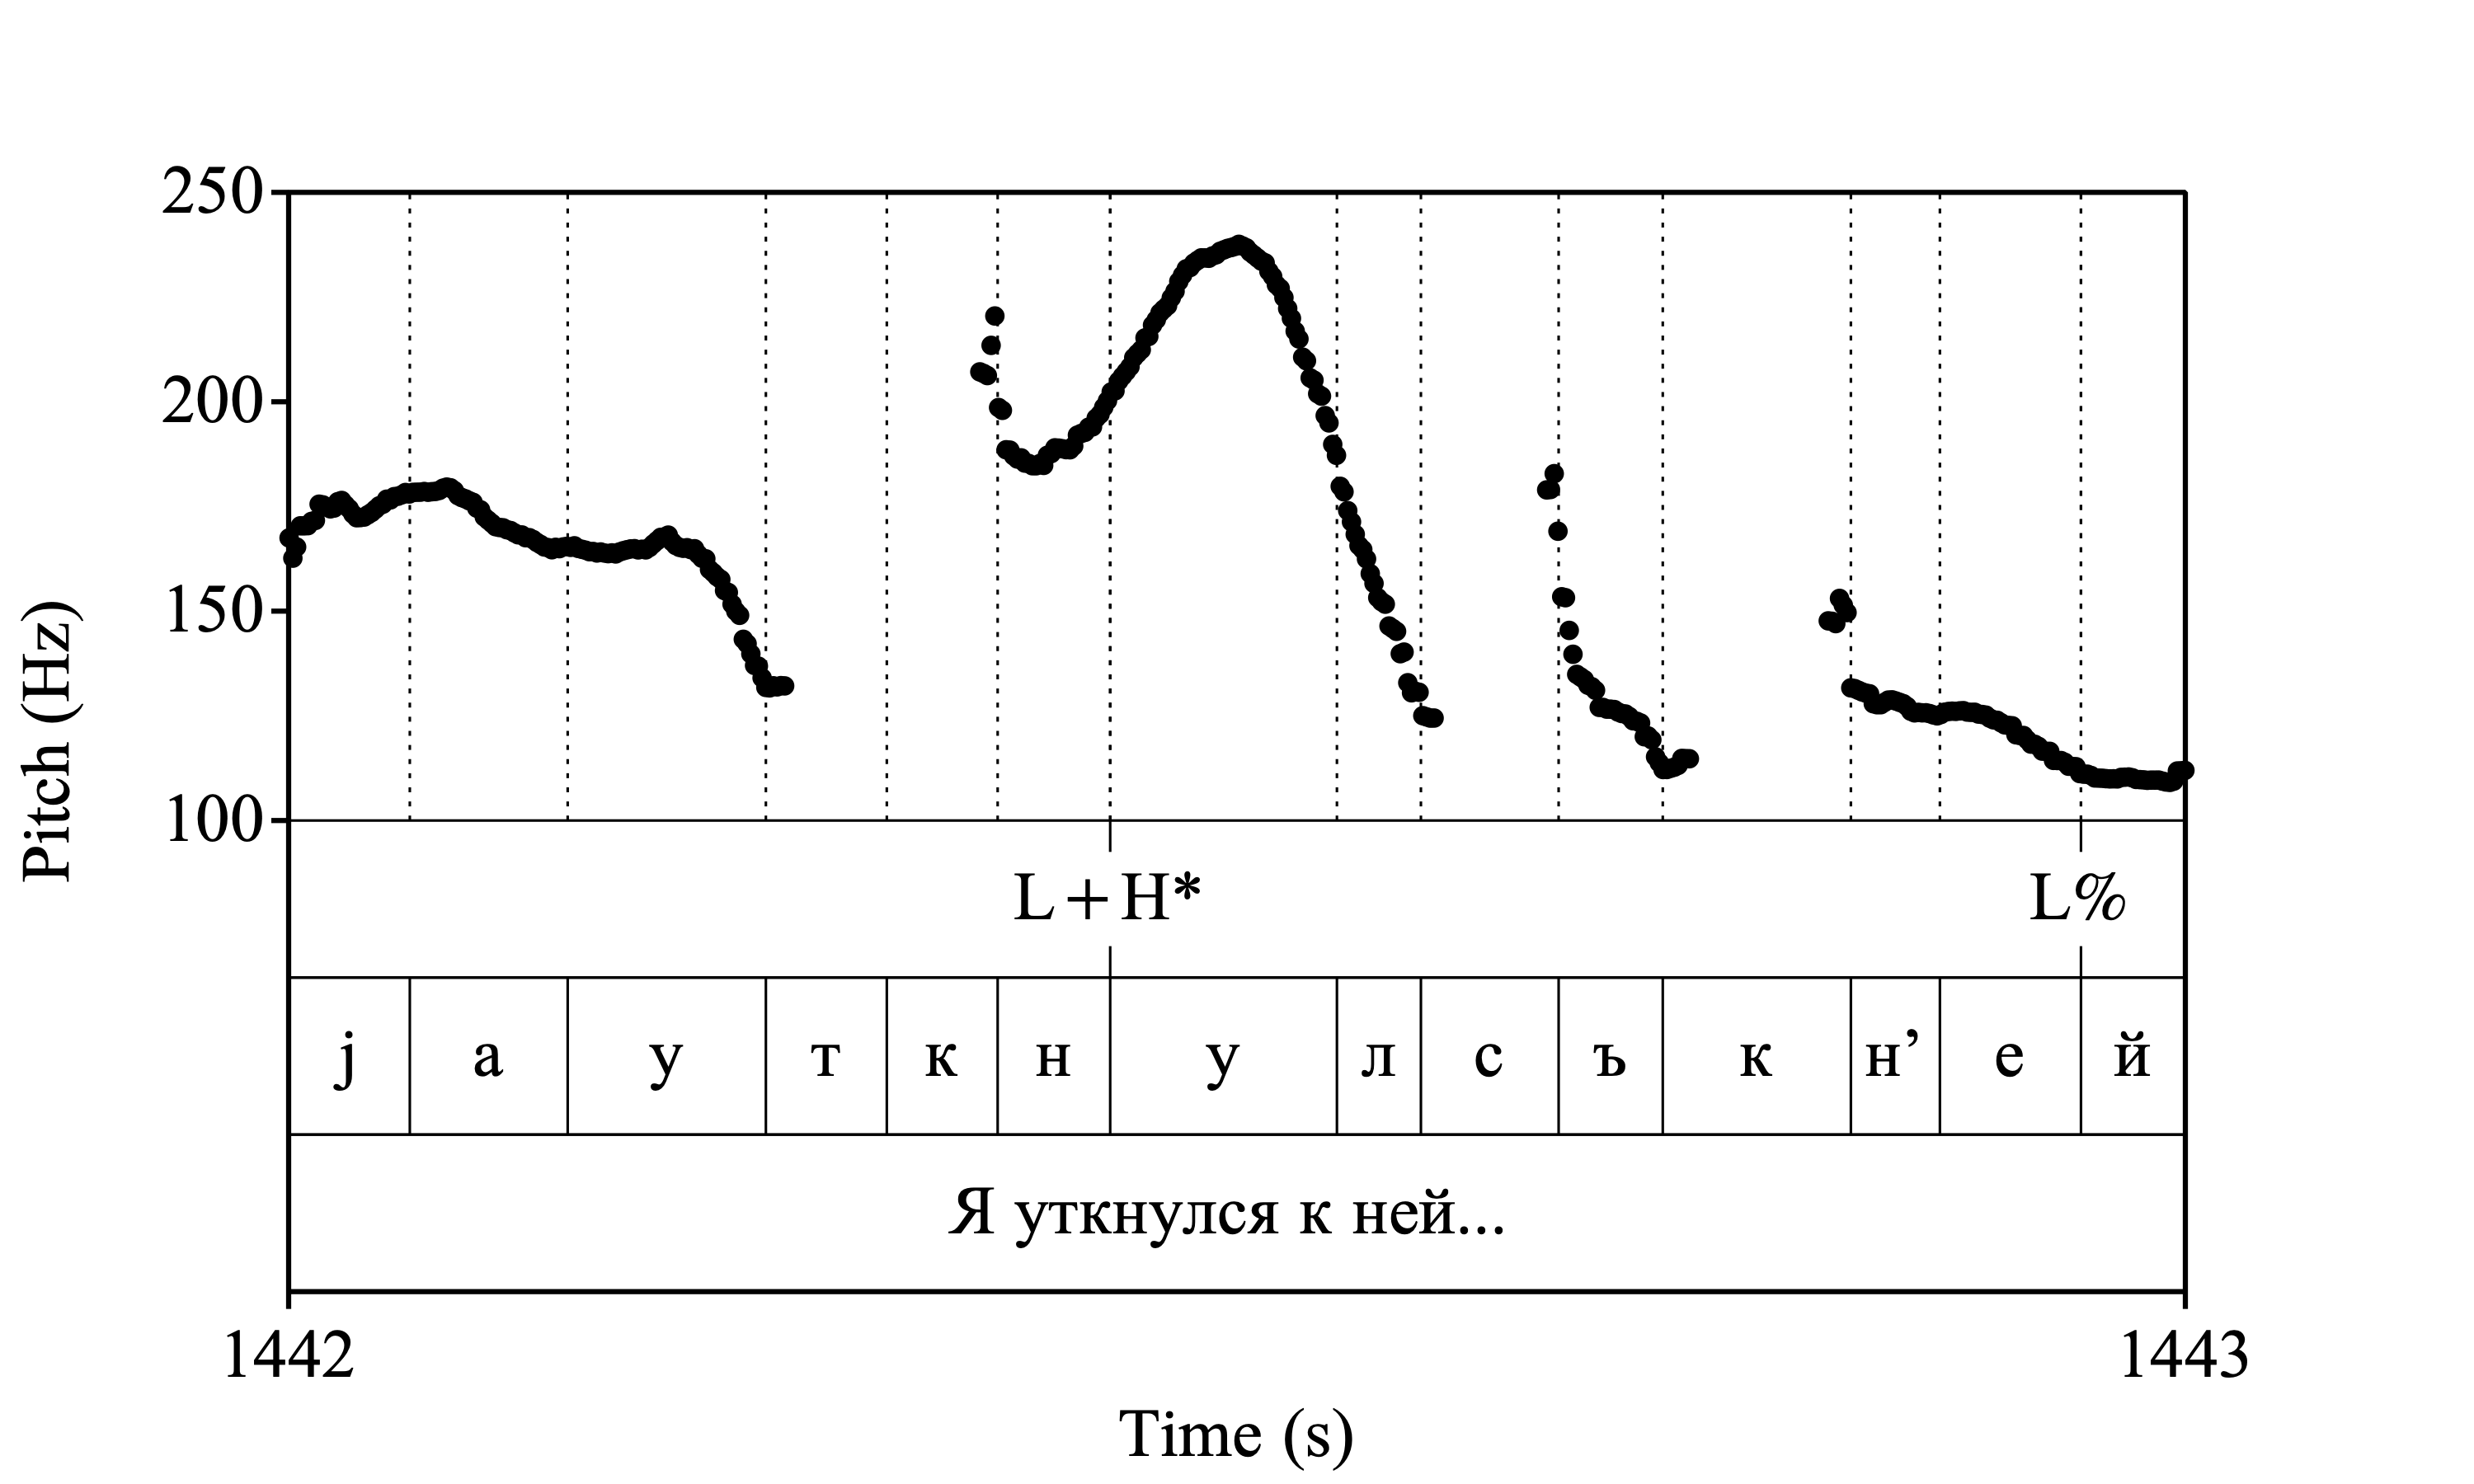 250
200
150
100
Pitch (Hz)
L+H* L%
j а у т к н у л с ъ к н’ е й
Я уткнулся к ней...
1442 1443
Time (s)